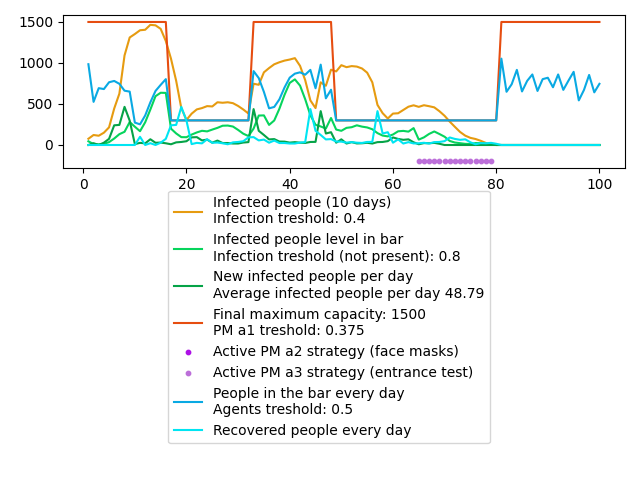 1500
1000
500
0
0
20
40
60
80
100
Infected people (10 days)
Infection treshold: 0.4
Infected people level in bar
Infection treshold (not present): 0.8
New infected people per day
Average infected people per day 48.79
Final maximum capacity: 1500
PM a1 treshold: 0.375
Active PM a2 strategy (face masks)
Active PM a3 strategy (entrance test)
People in the bar every day
Agents treshold: 0.5
Recovered people every day